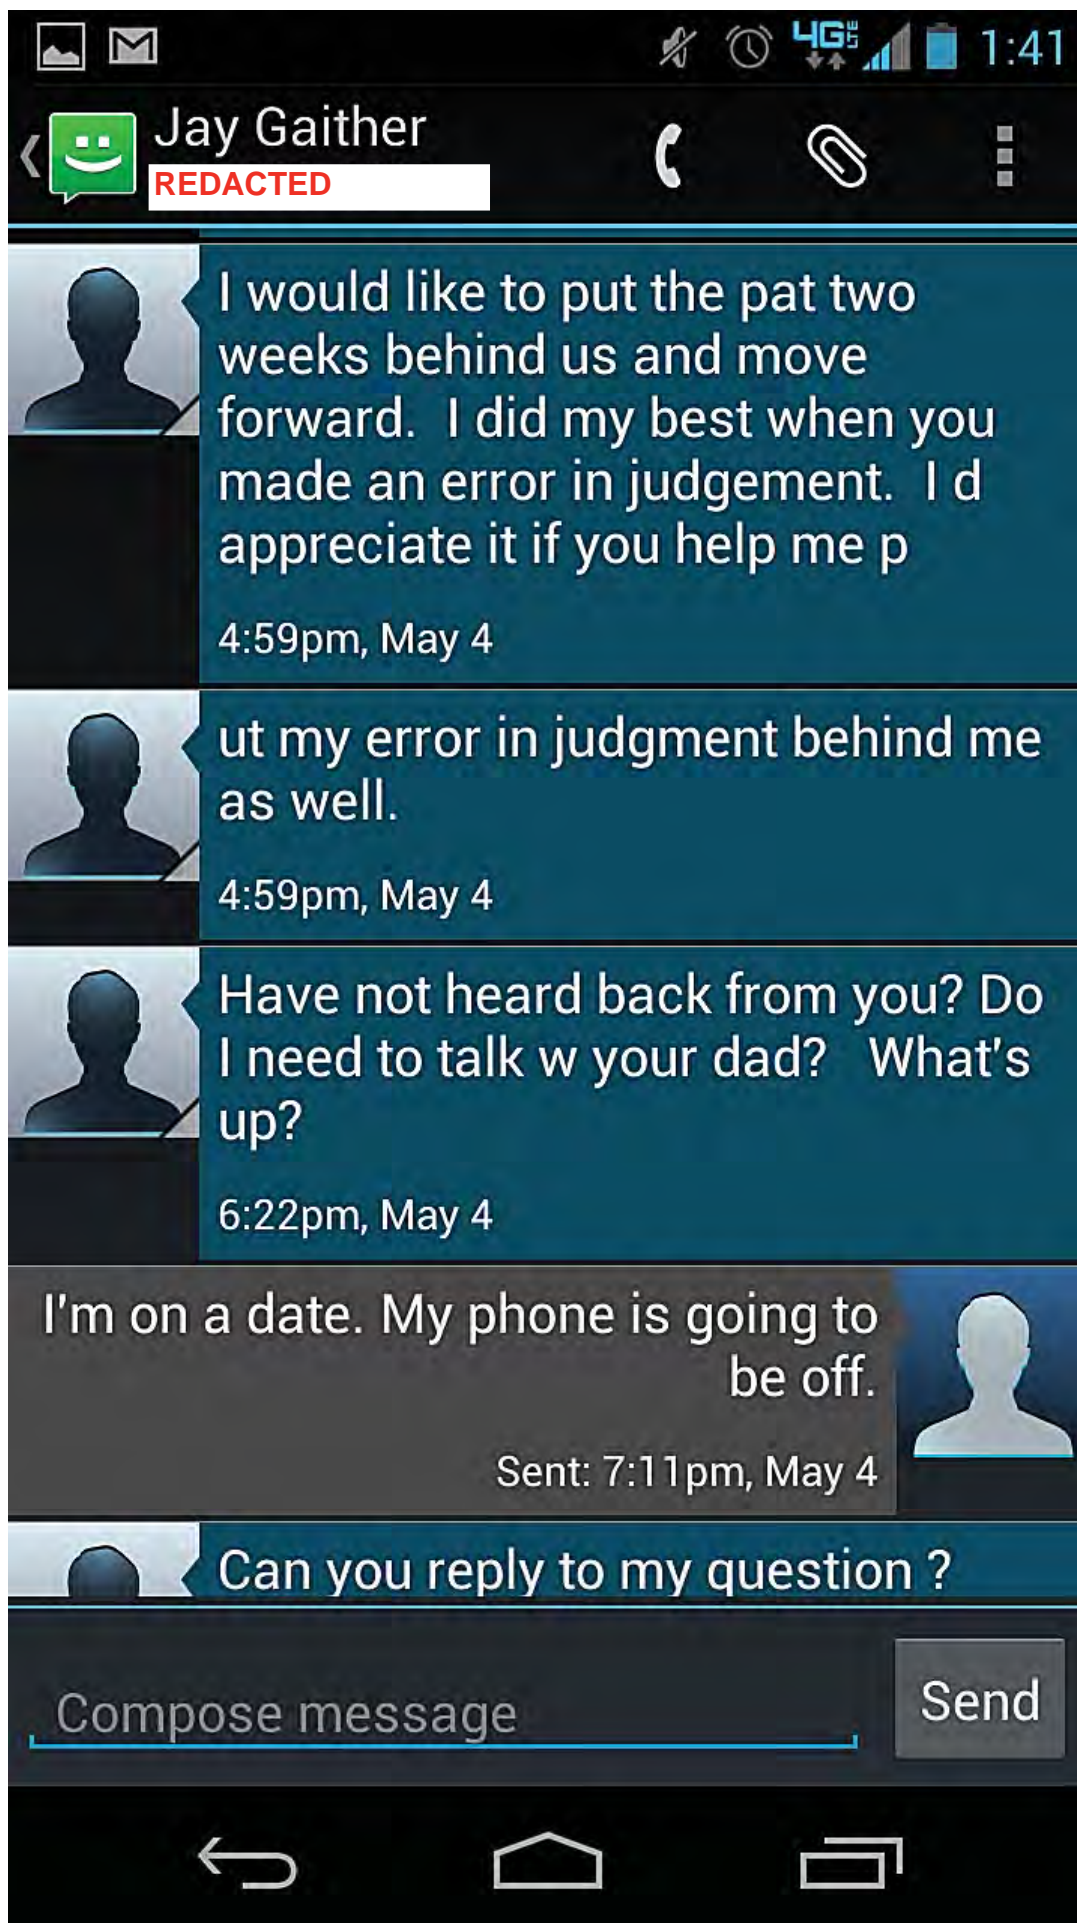 4G LTE 1:41
Jay Gaither
REDACTED
I would like to put the pat two
weeks behind us and move
forward.  I did my best when you
made an error in judgement.  I d
appreciate it if you help me p
4:59pm, May 4
ut my error in judgment behind me
as well.
4:59pm, May 4
Have not heard back from you? Do
I need to talk w your dad?   What's
up?
6:22pm, May 4
I'm on a date. My phone is going to
be off.
Sent: 7:11pm, May 4
Can you reply to my question ?
Compose message
Send